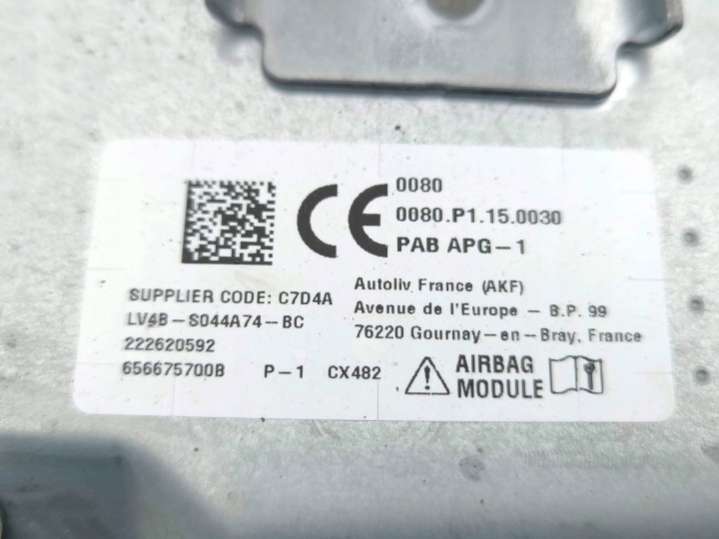 CE
0080
0080.P1.15.0030
PAB APG-1
SUPPLIER CODE: C7D4A
LV4B-S044A74-BC
222620592
656675700B P-1 CX482
Autoliv France (AKF)
Avenue de l'Europe - B.P. 99
76220 Gournay-en-Bray, France
AIRBAG
MODULE